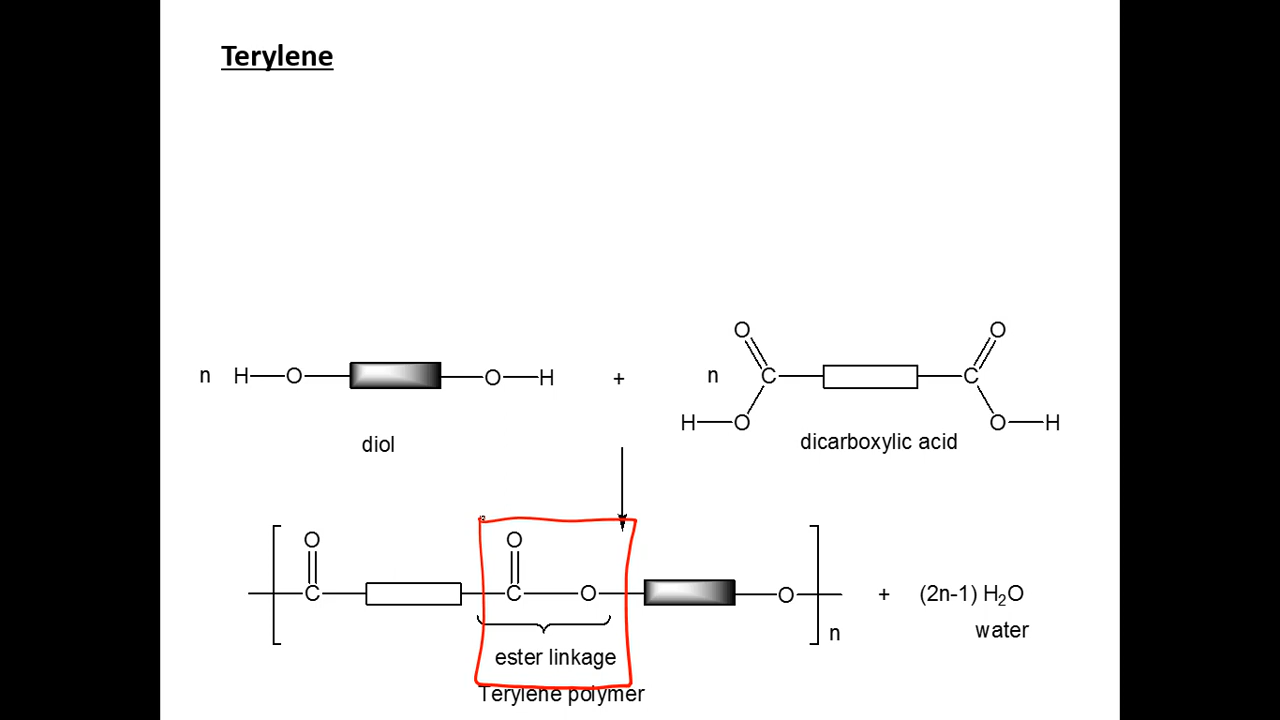 Terylene
O O
n H O O H + n C C
H O O H
diol dicarboxylic acid
O O
C C O O + (2n-1) H₂O
n
ester linkage water
Terylene polymer